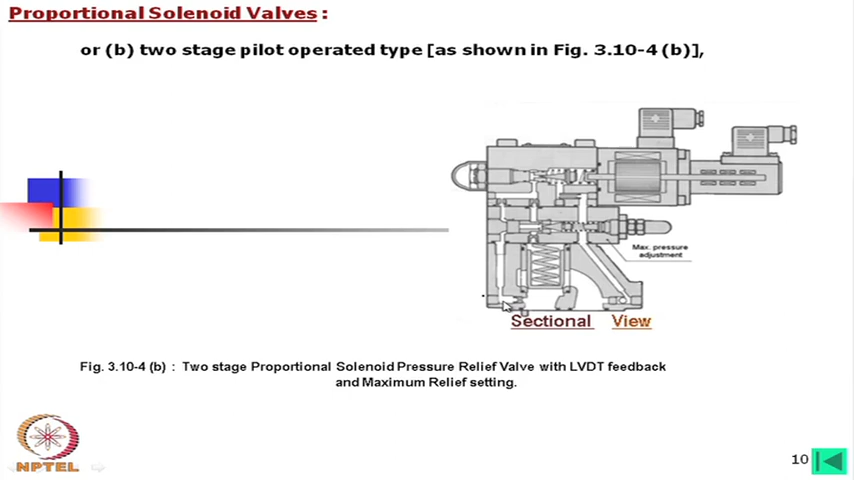 Proportional Solenoid Valves :
or (b) two stage pilot operated type [as shown in Fig. 3.10-4 (b)],
Max. pressure
adjustment
Sectional View
Fig. 3.10-4 (b) : Two stage Proportional Solenoid Pressure Relief Valve with LVDT feedback
and Maximum Relief setting.
NPTEL
10